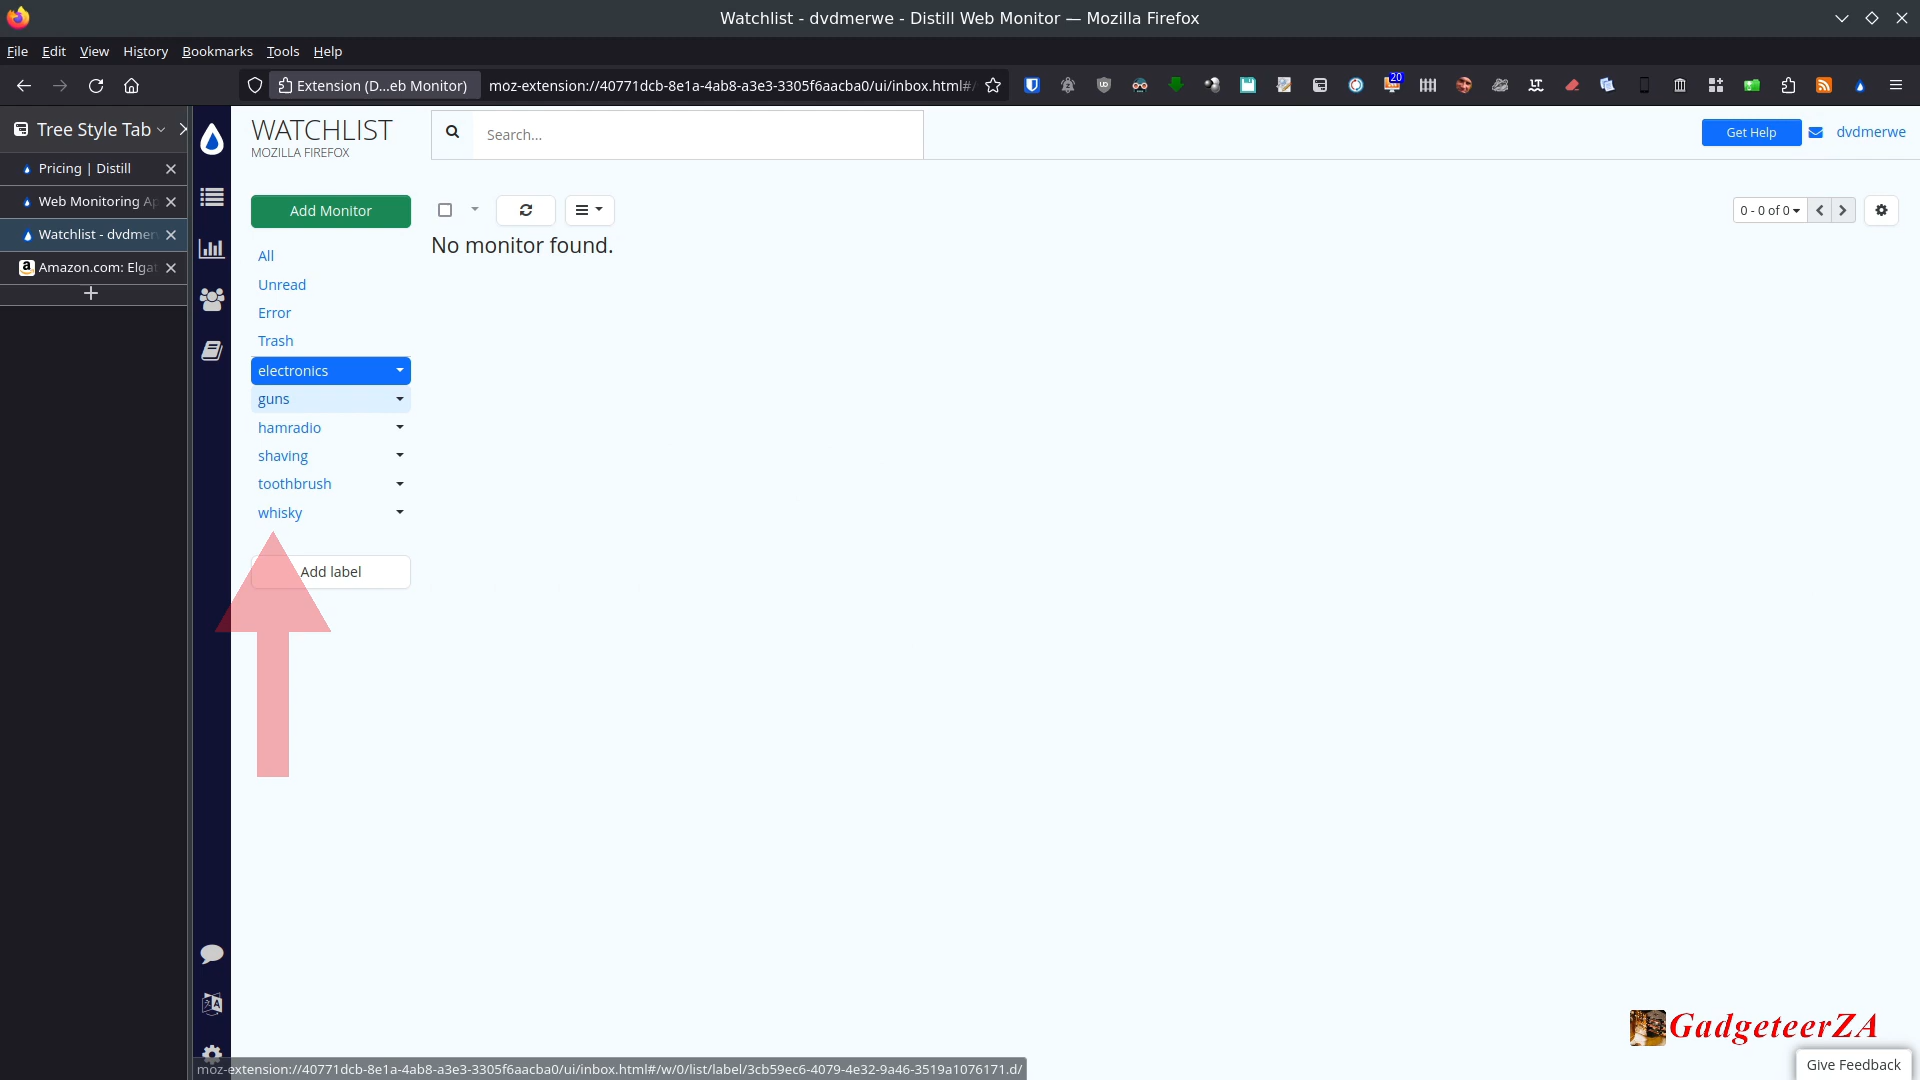 Watchlist - dvdmerwe - Distill Web Monitor — Mozilla Firefox
File Edit View History Bookmarks Tools Help
Extension (D...eb Monitor) moz-extension://40771dcb-8e1a-4ab8-a3e3-3305f6aacba0/ui/inbox.html#/
20
Tree Style Tab
Pricing | Distill
Web Monitoring Ap
Watchlist - dvdmer
Amazon.com: Elga
WATCHLIST
MOZILLA FIREFOX
Search...
Get Help
dvdmerwe
Add Monitor
0 - 0 of 0
No monitor found.
All
Unread
Error
Trash
electronics
guns
hamradio
shaving
toothbrush
whisky
Add label
GadgeteerZA
Give Feedback
moz-extension://40771dcb-8e1a-4ab8-a3e3-3305f6aacba0/ui/inbox.html#/w/0/list/label/3cb59ec6-4079-4e32-9a46-3519a1076171.d/